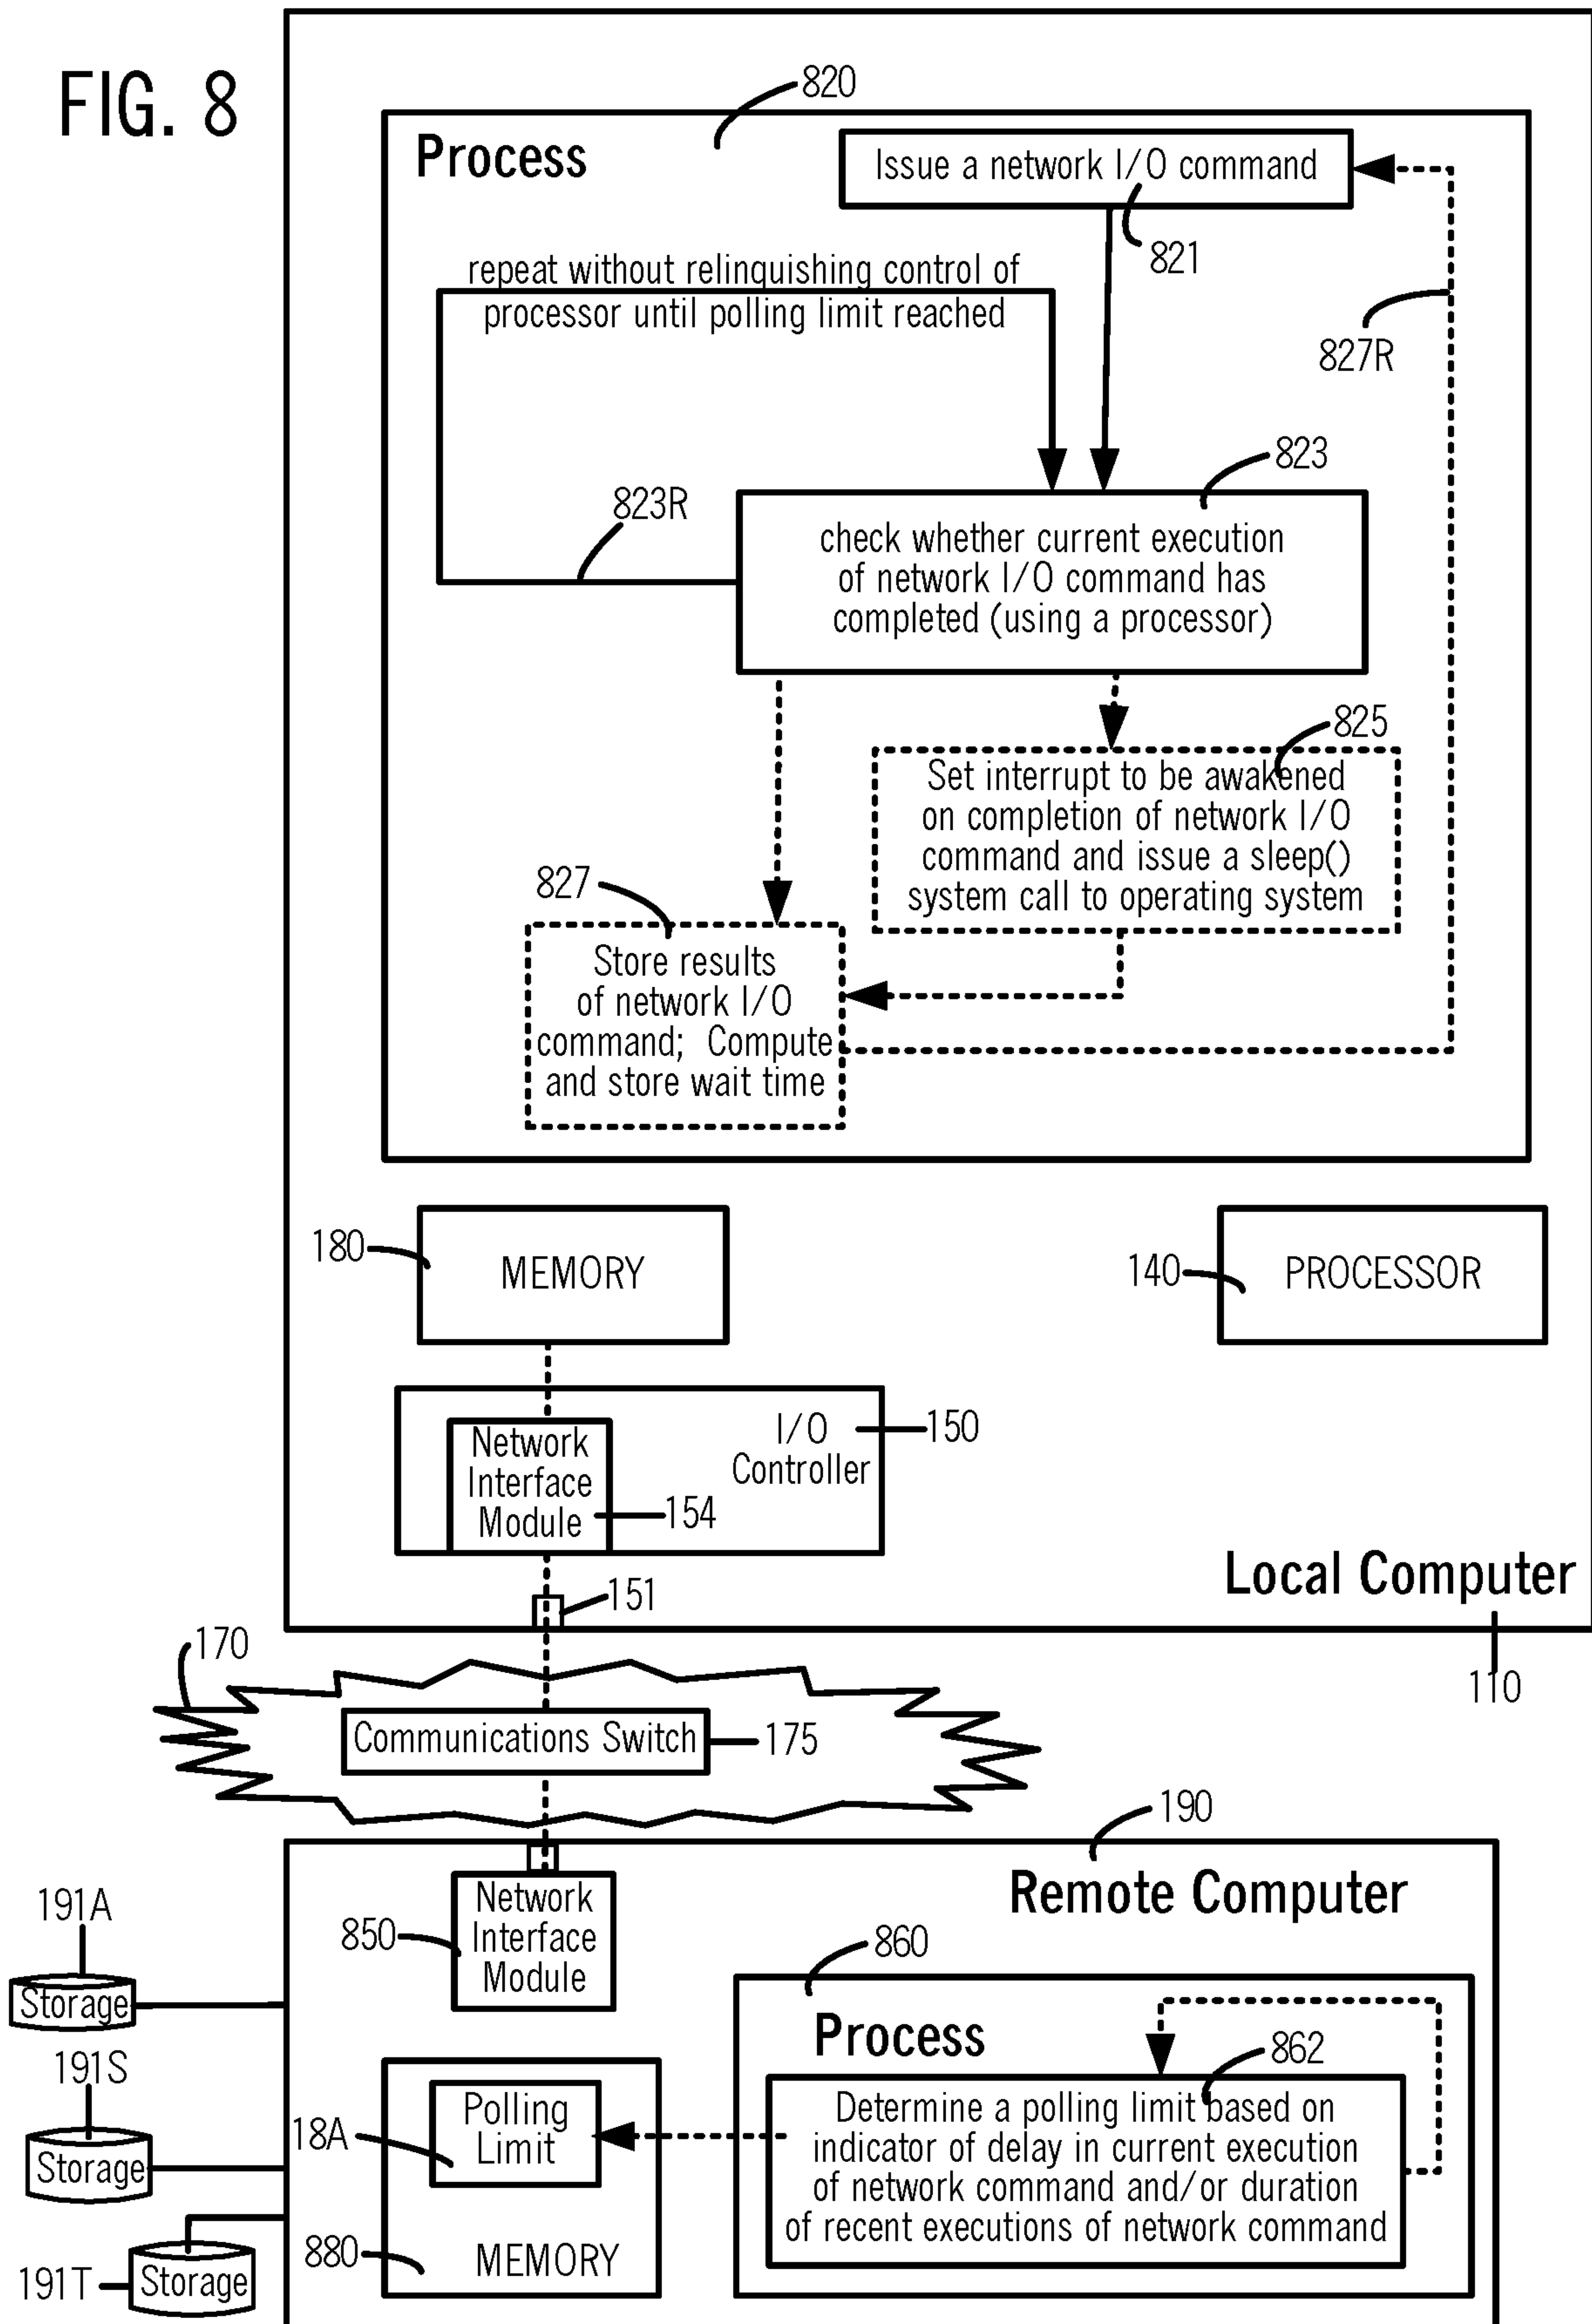 FIG. 8
820
Process
Issue a network I/O command
821
repeat without relinquishing control of
processor until polling limit reached
827R
823
823R
check whether current execution
of network I/O command has
completed (using a processor)
825
Set interrupt to be awakened
on completion of network I/O
command and issue a sleep()
system call to operating system
827
Store results
of network I/O
command; Compute
and store wait time
180
MEMORY
140
PROCESSOR
I/O
Controller
150
Network
Interface
Module
154
151
Local Computer
110
170
Communications Switch
175
190
Remote Computer
191A
Storage
850
Network
Interface
Module
860
Process
862
191S
Storage
18A
Polling
Limit
Determine a polling limit based on
indicator of delay in current execution
of network command and/or duration
of recent executions of network command
880
MEMORY
191T
Storage